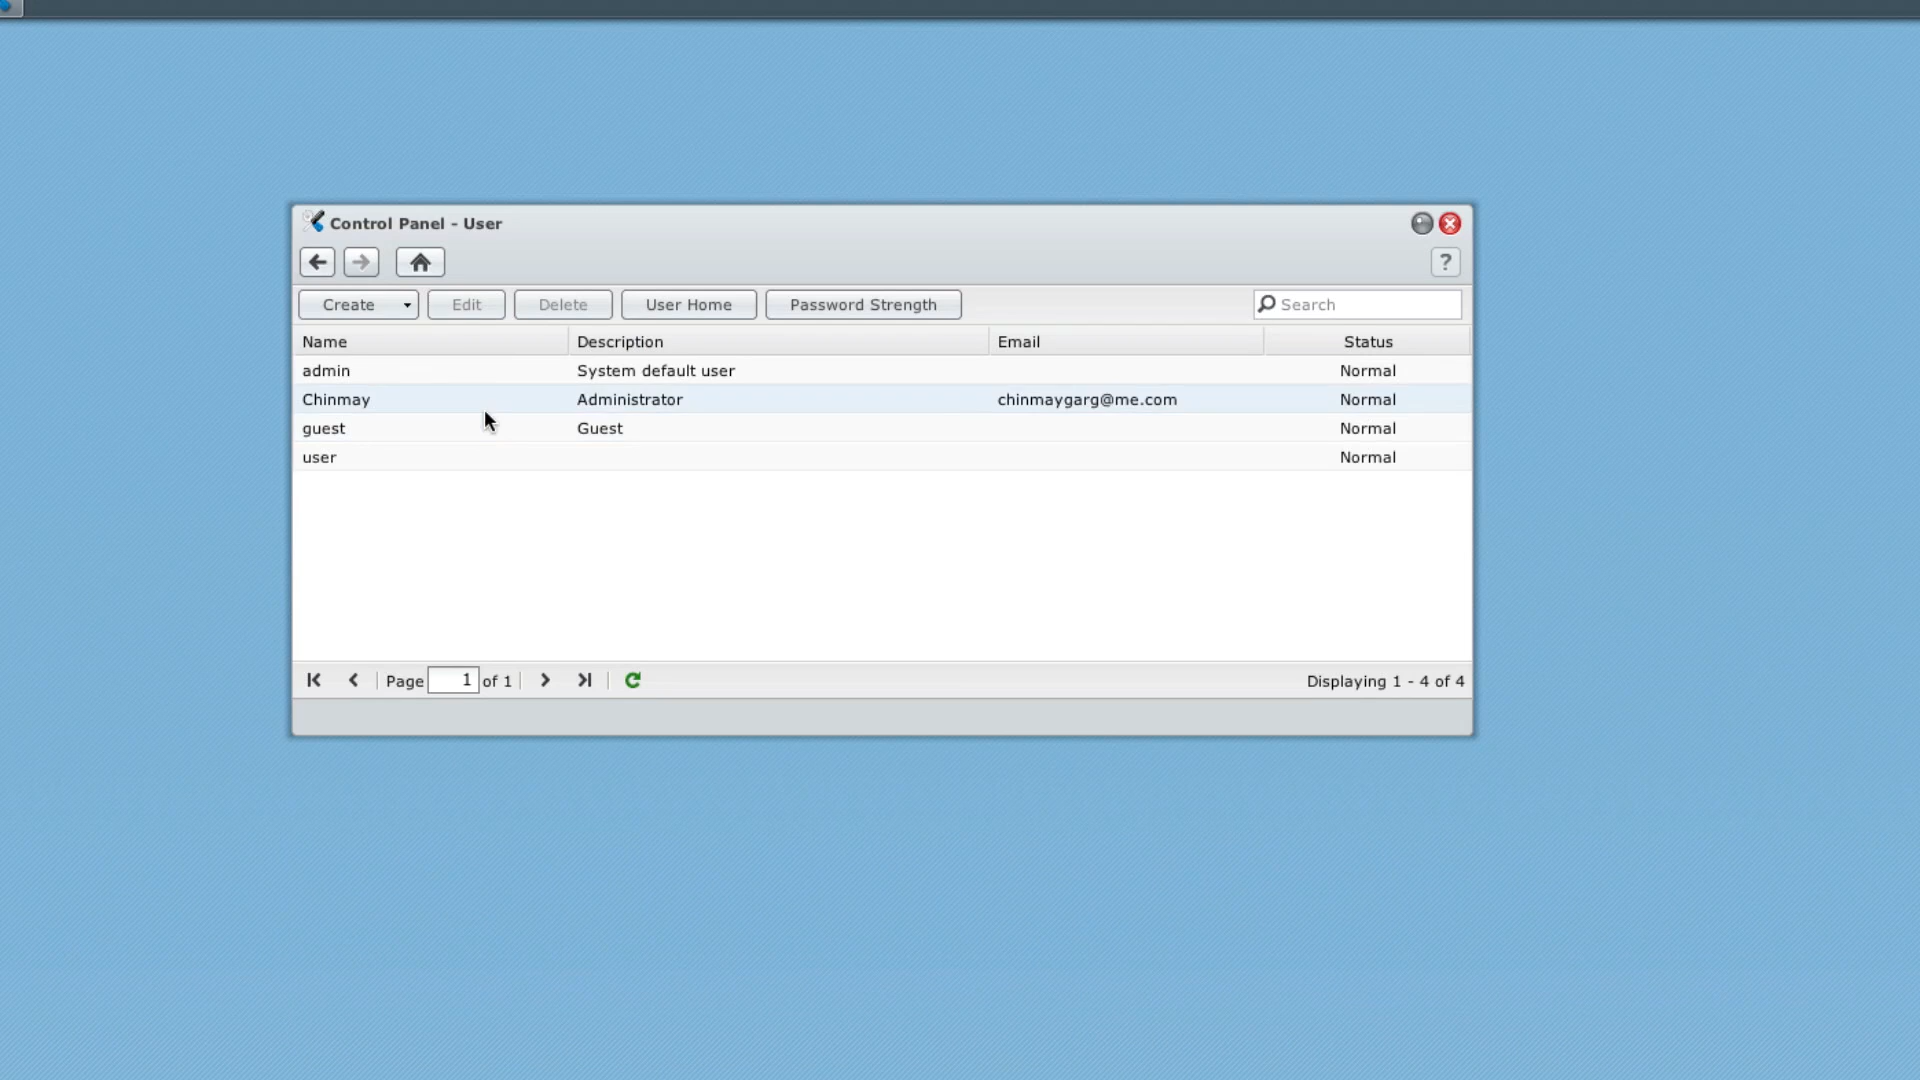 Control Panel - User
?
Create Edit Delete User Home Password Strength Search
Name Description Email Status
admin System default user Normal
Chinmay Administrator chinmaygarg@me.com Normal
guest Guest Normal
user Normal
Page 1 of 1 Displaying 1 - 4 of 4